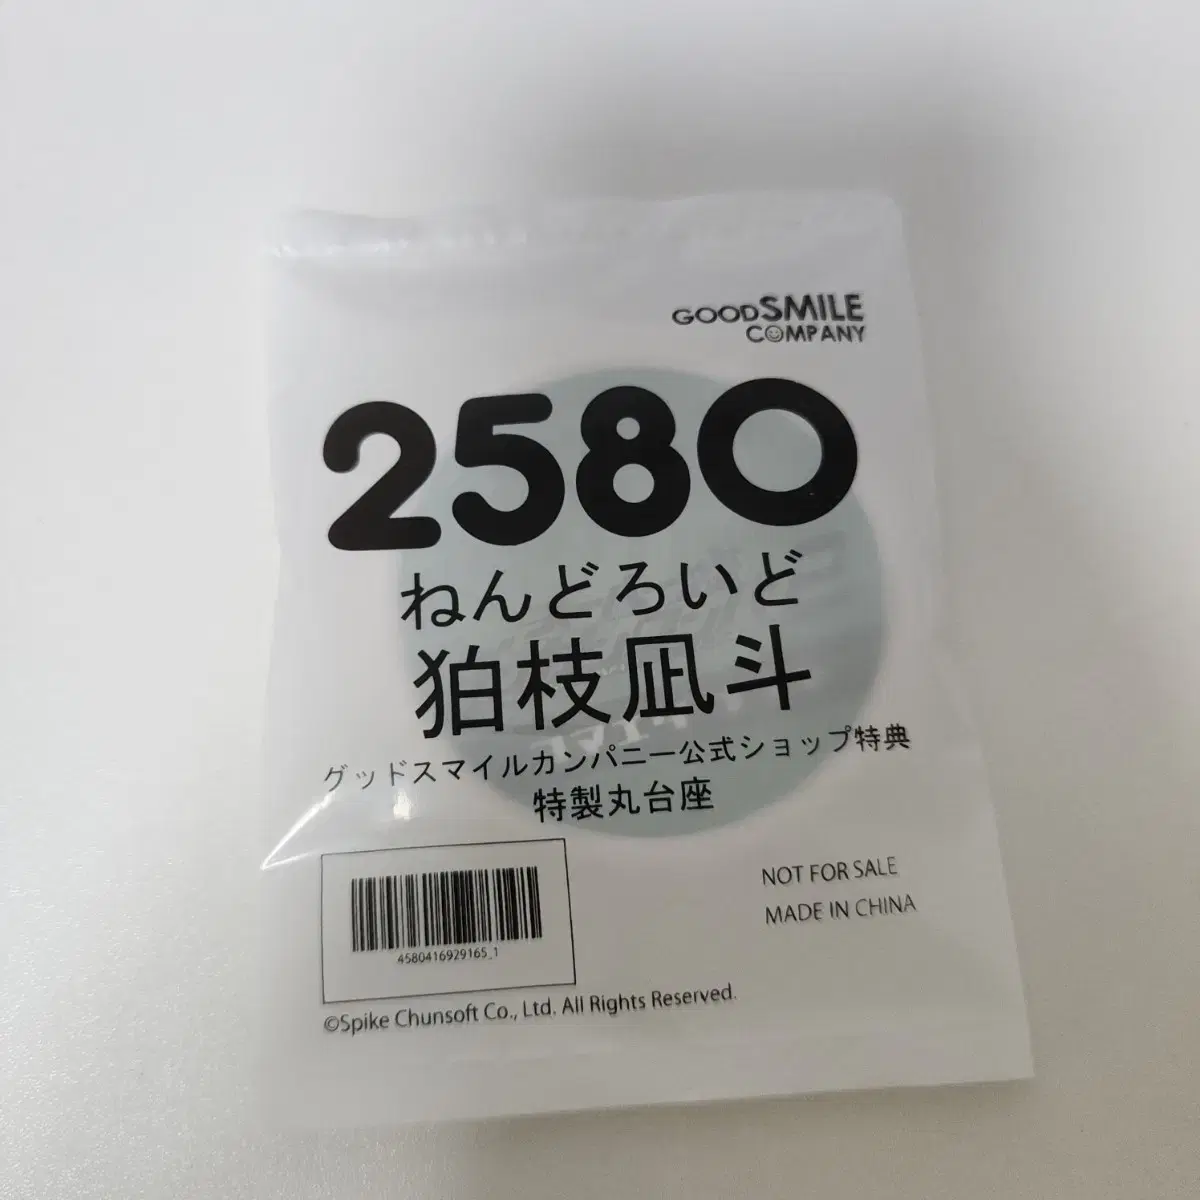 GOODSMILE
COMPANY
2580
ねんどろいど
狛枝凪斗
グッドスマイルカンパニー公式ショップ特典
特製丸台座
NOT FOR SALE
MADE IN CHINA
4580416929165_1
©Spike Chunsoft Co., Ltd. All Rights Reserved.